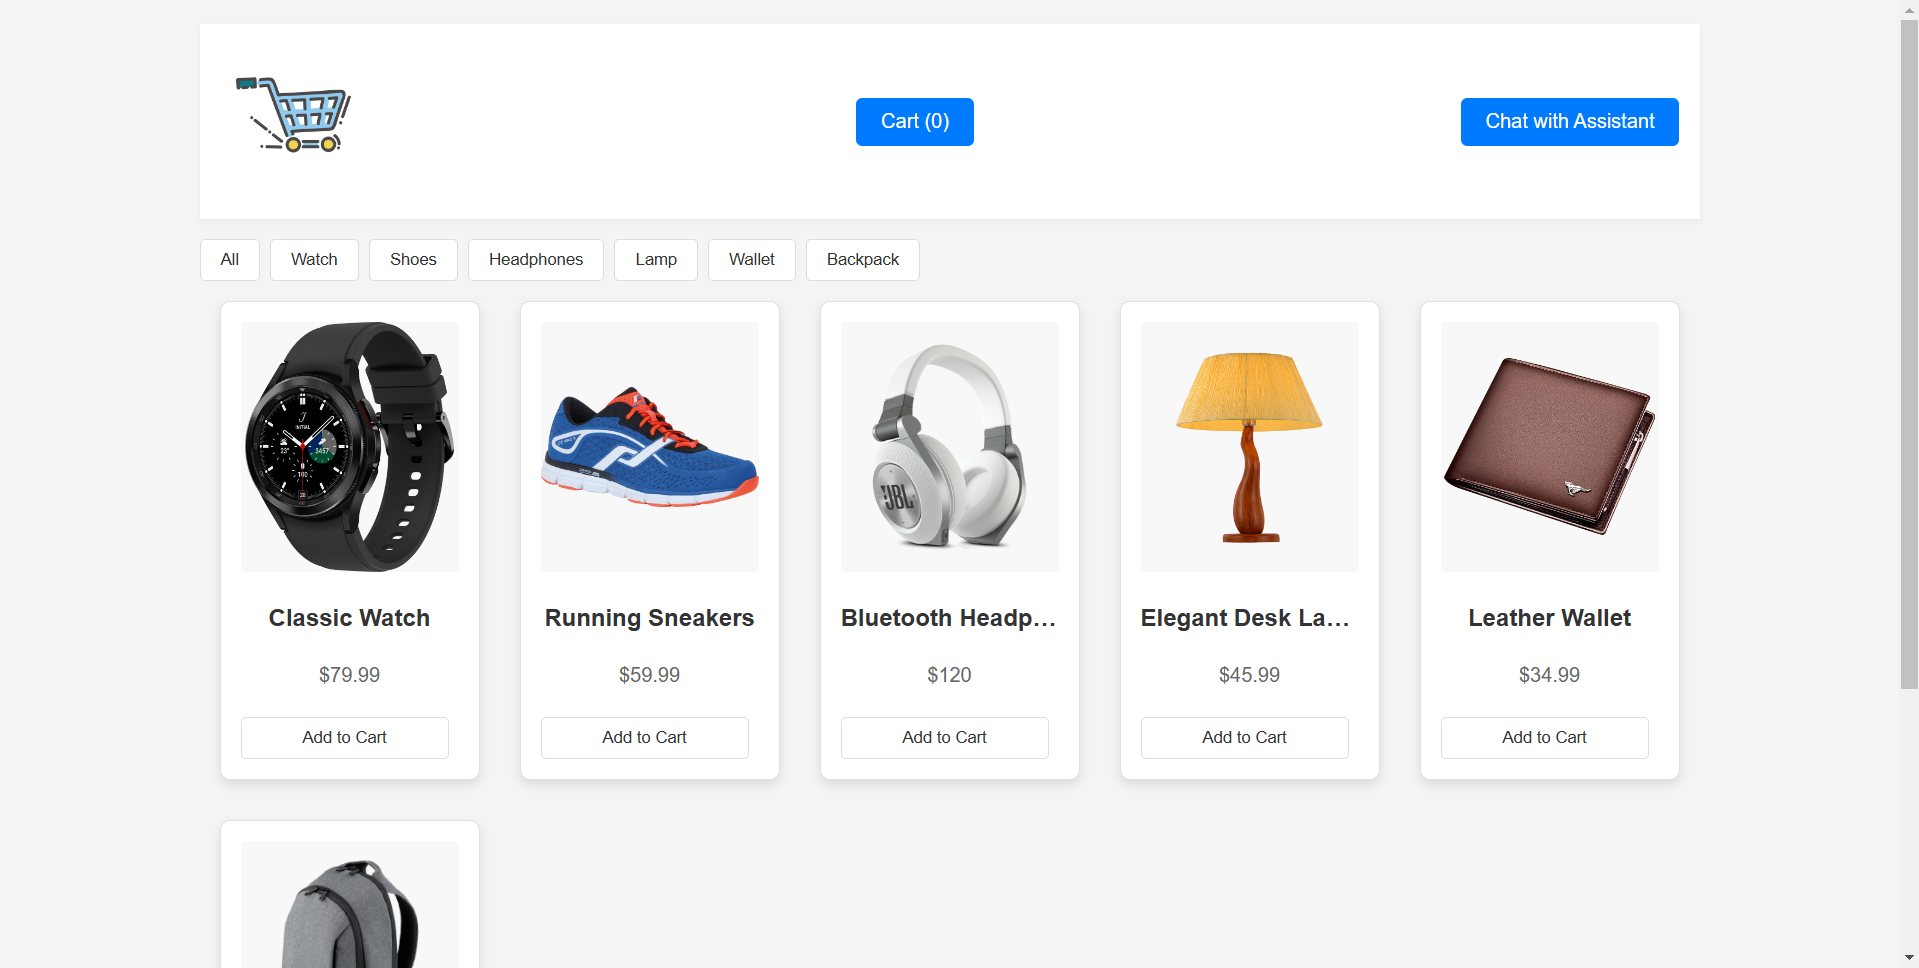 Cart (0)
Chat with Assistant
All
Watch
Shoes
Headphones
Lamp
Wallet
Backpack
JBL
Classic Watch
Running Sneakers
Bluetooth Headp...
Elegant Desk La...
Leather Wallet
$79.99
$59.99
$120
$45.99
$34.99
Add to Cart
Add to Cart
Add to Cart
Add to Cart
Add to Cart